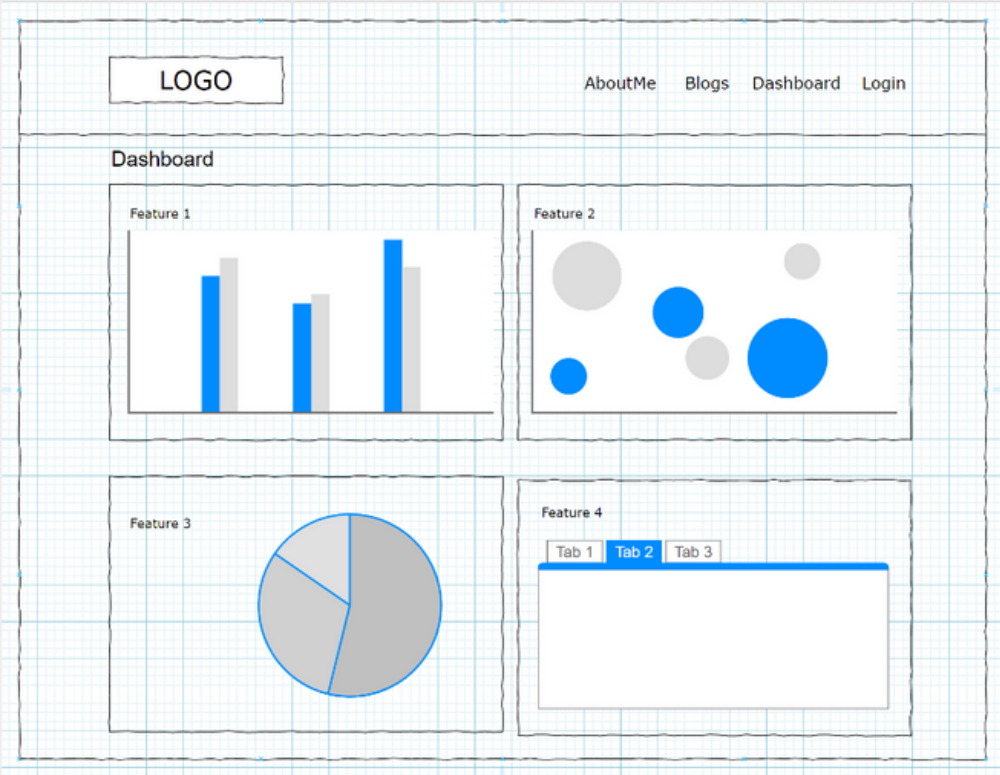 LOGO
AboutMe Blogs Dashboard Login
Dashboard
Feature 1
Feature 2
Feature 3
Feature 4
Tab 1 Tab 2 Tab 3